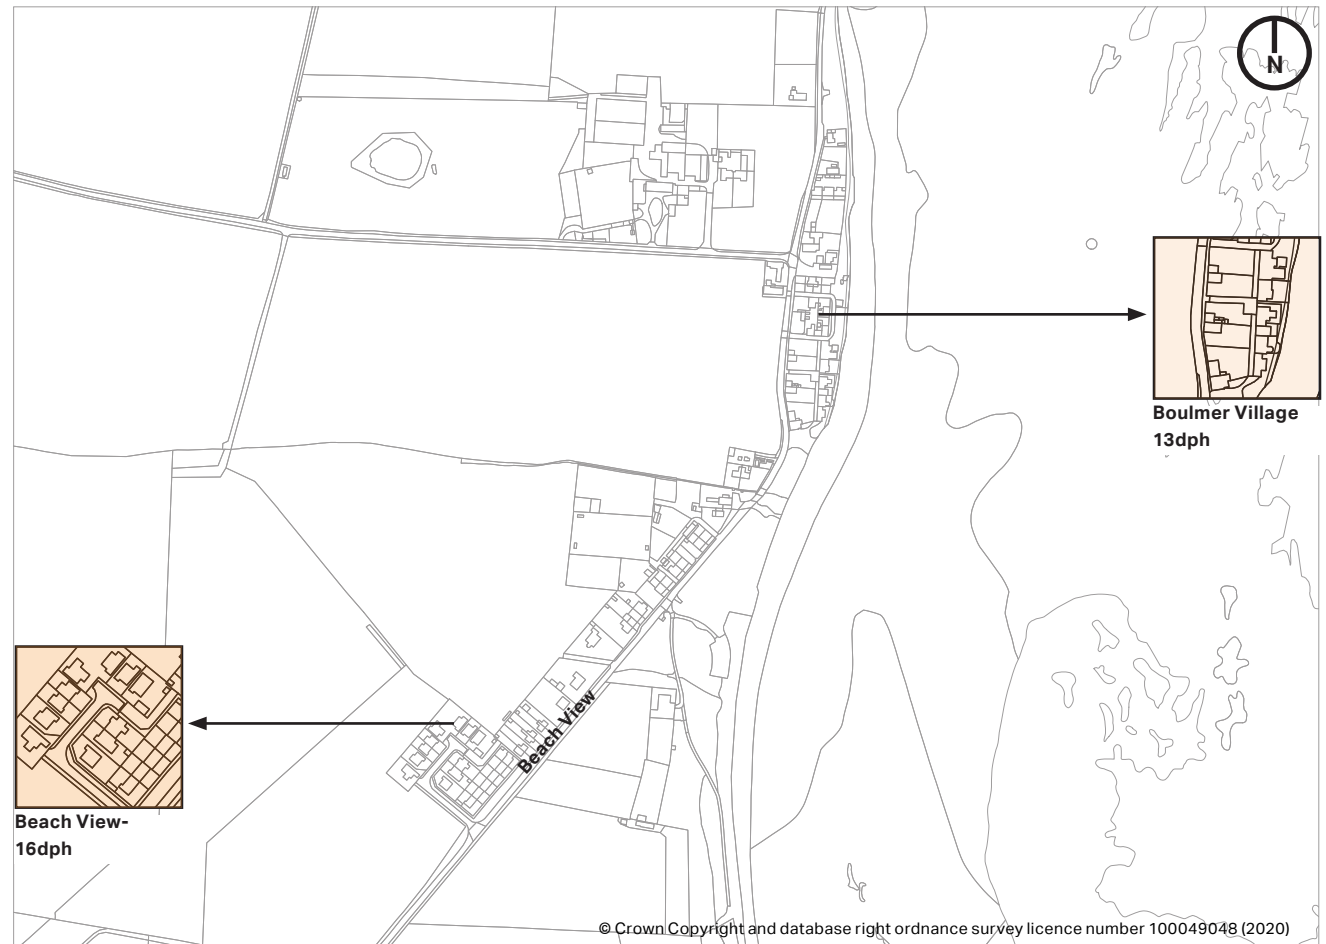 N
Boulmer Village
13dph
Beach View
Beach View-
16dph
© Crown Copyright and database right ordnance survey licence number 100049048 (2020)